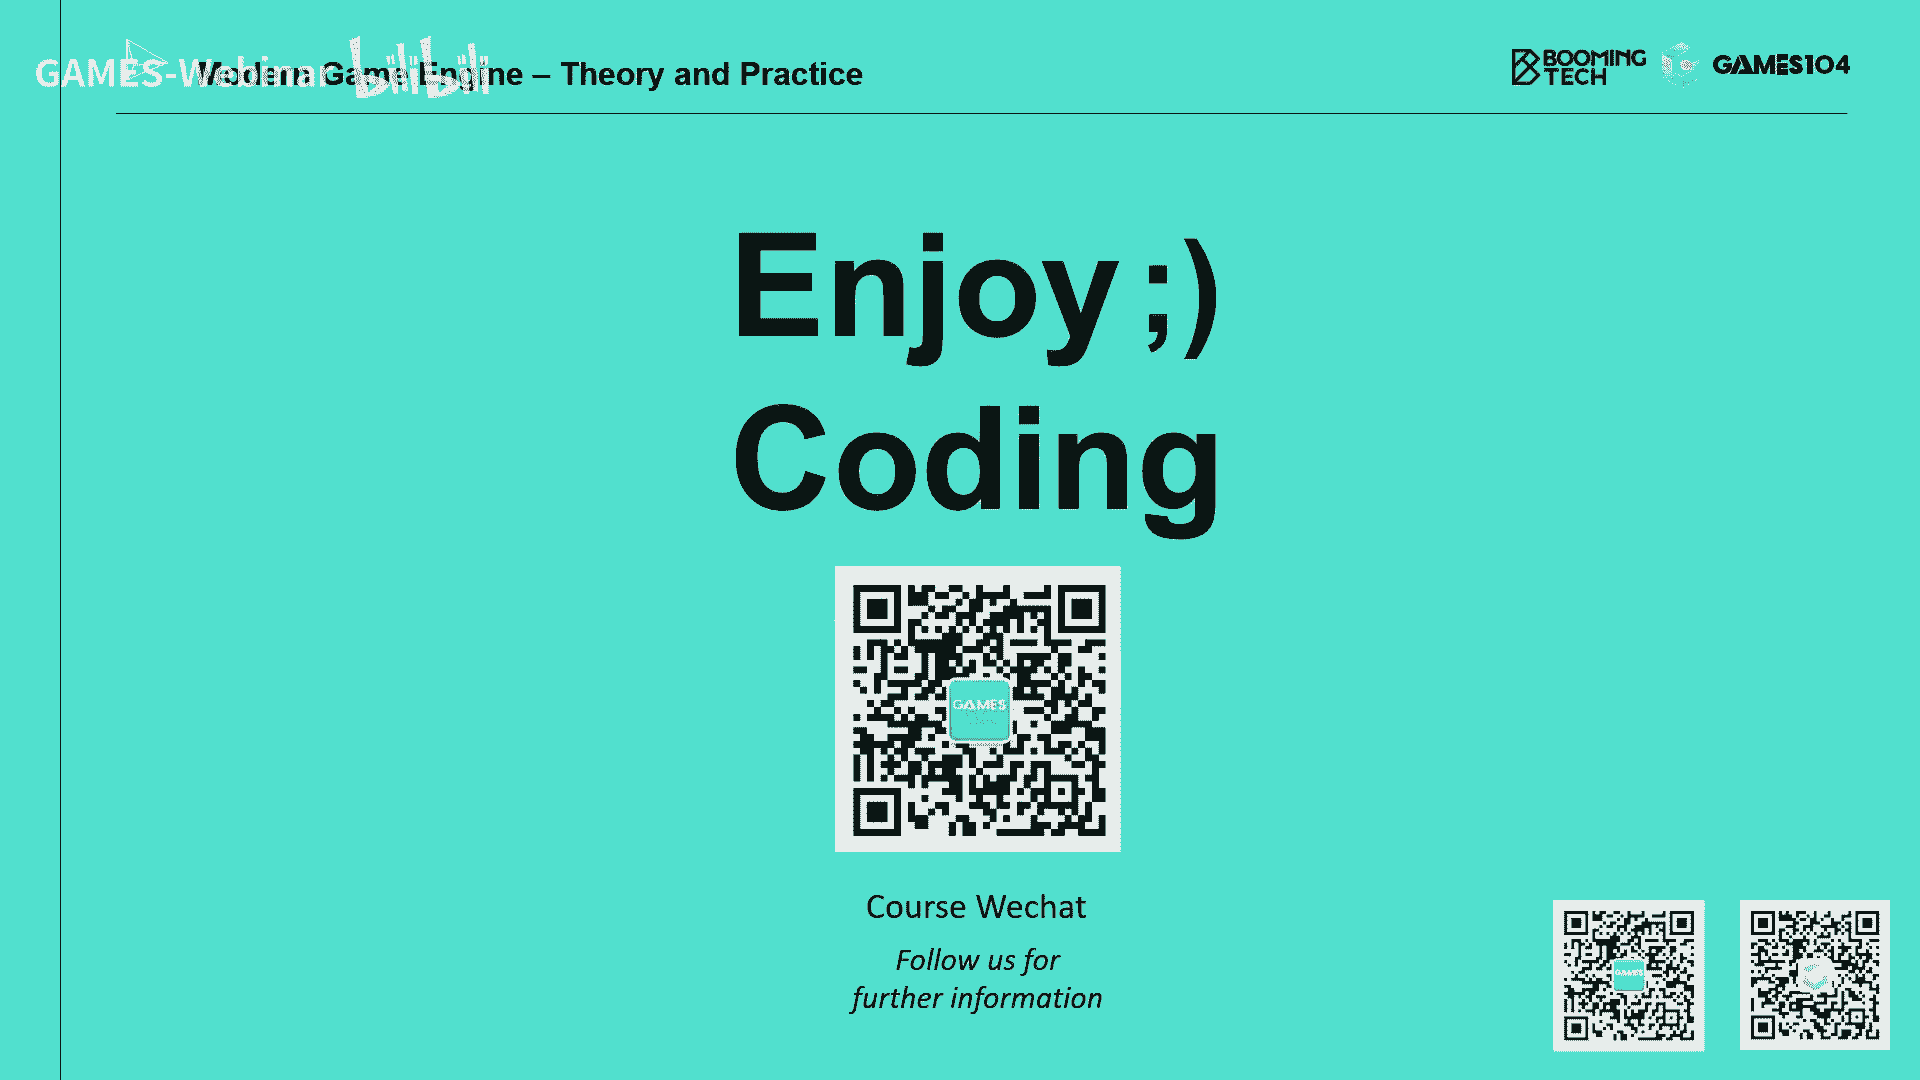 GAMES-Webinar bilibili
Modern Game Engine – Theory and Practice
BOOMING
TECH
GAMES104
Enjoy ;)
Coding
GAMES
Course Wechat
Follow us for
further information
GAMES